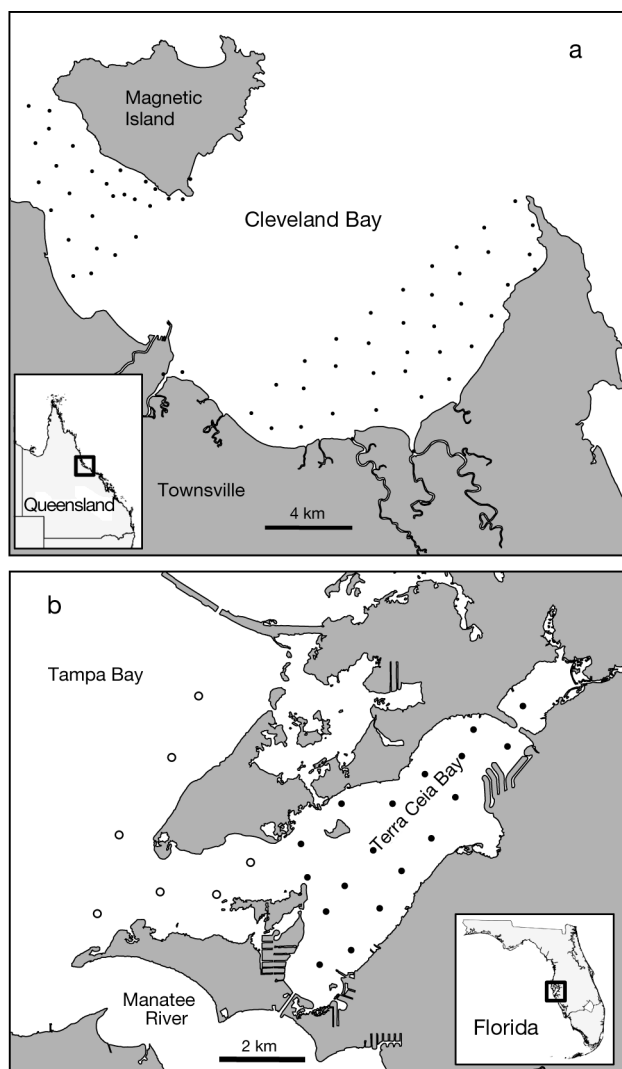 a
Magnetic
Island
Cleveland Bay
Queensland
Townsville
4 km
b
Tampa Bay
Terra Ceia Bay
Manatee
River
2 km
Florida